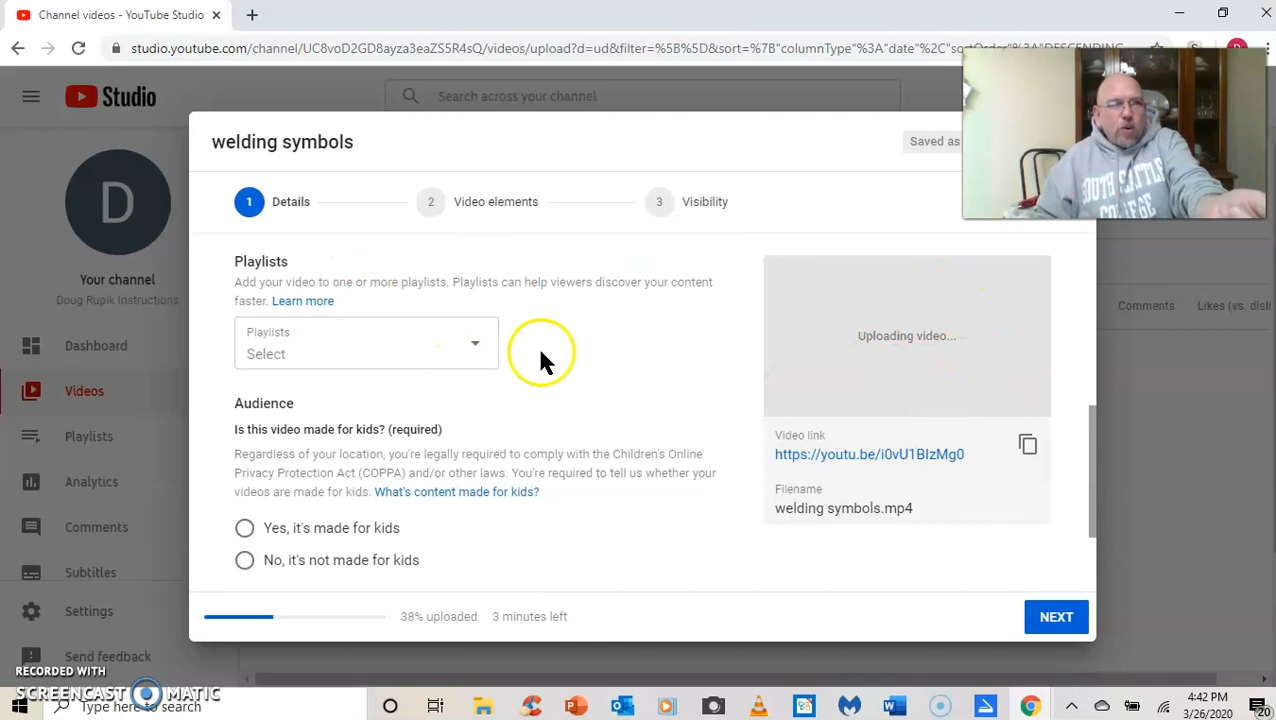 Channel videos - YouTube Studio
studio.youtube.com/channel/UC8voD2GD8ayza3eaZS5R4sQ/videos/upload?d=ud&filter=%5B%5D&sort=%7B"columnType"%3A"date"%2C"sortOrder"%3A"DESCENDING
Studio
Search across your channel
welding symbols
Saved as
1 Details
2 Video elements
3 Visibility
D
Your channel
Doug Rupik Instructions
Dashboard
Videos
Playlists
Analytics
Comments
Subtitles
Settings
Send feedback
Playlists
Add your video to one or more playlists. Playlists can help viewers discover your content
faster. Learn more
Playlists
Select
Audience
Is this video made for kids? (required)
Regardless of your location, you're legally required to comply with the Children's Online
Privacy Protection Act (COPPA) and/or other laws. You're required to tell us whether your
videos are made for kids. What's content made for kids?
Yes, it's made for kids
No, it's not made for kids
Uploading video...
Video link
https://youtu.be/i0vU1BIzMg0
Filename
welding symbols.mp4
Comments
Likes (vs.
38% uploaded
3 minutes left
NEXT
SOUTH SEATTLE
COLLEGE
RECORDED WITH
SCREENCAST MATIC
Type here to search
4:42 PM
3/26/2020
20